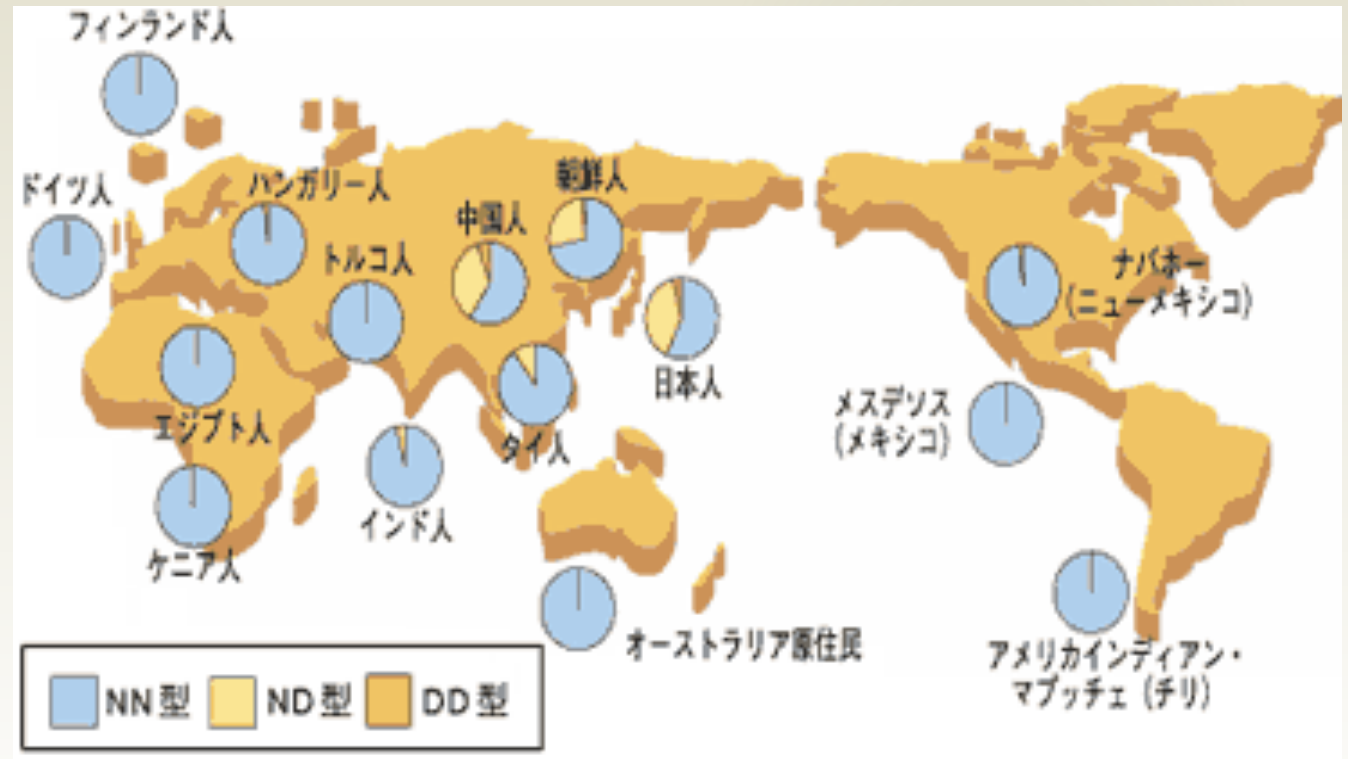 フィンランド人
ドイツ人
ハンガリー人
トルコ人
中国人
朝鮮人
日本人
エジプト人
ケニア人
インド人
タイ人
オーストラリア原住民
ナバホー
(ニューメキシコ)
メスデソス
(メキシコ)
アメリカインディアン・
マプッチェ(チリ)
NN型 ND型 DD型